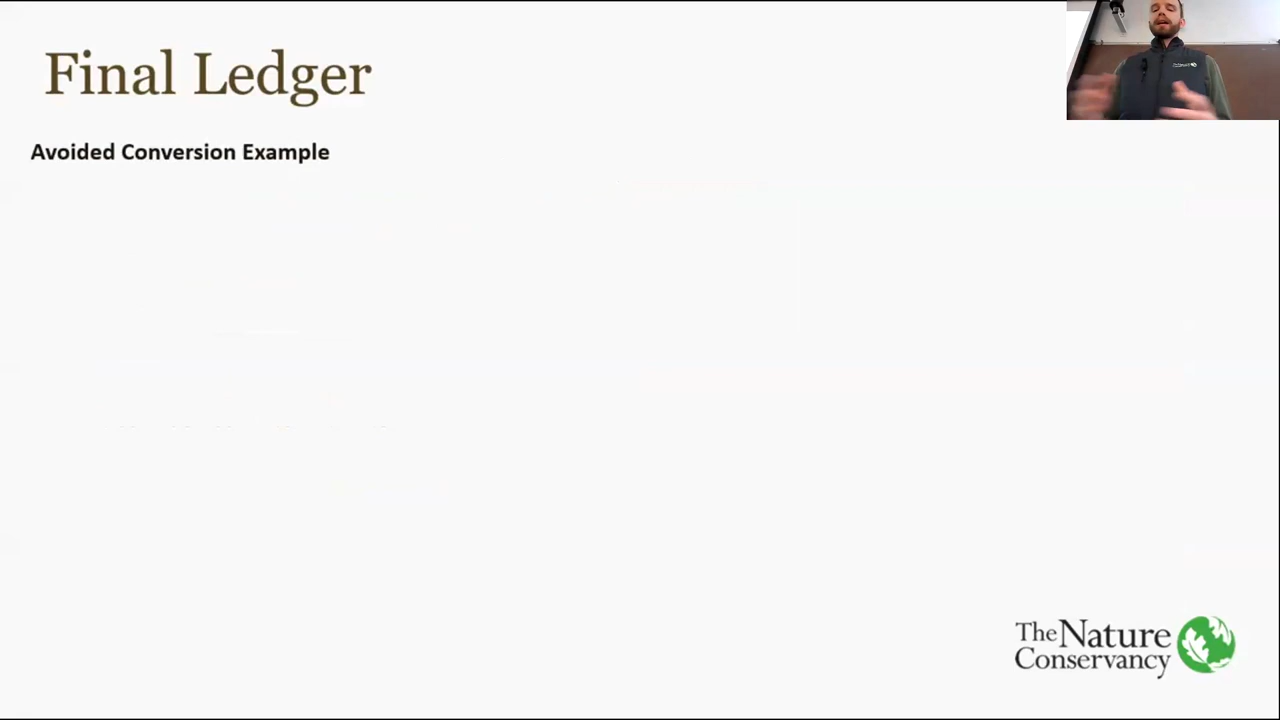 Final Ledger
Avoided Conversion Example
The Nature
Conservancy